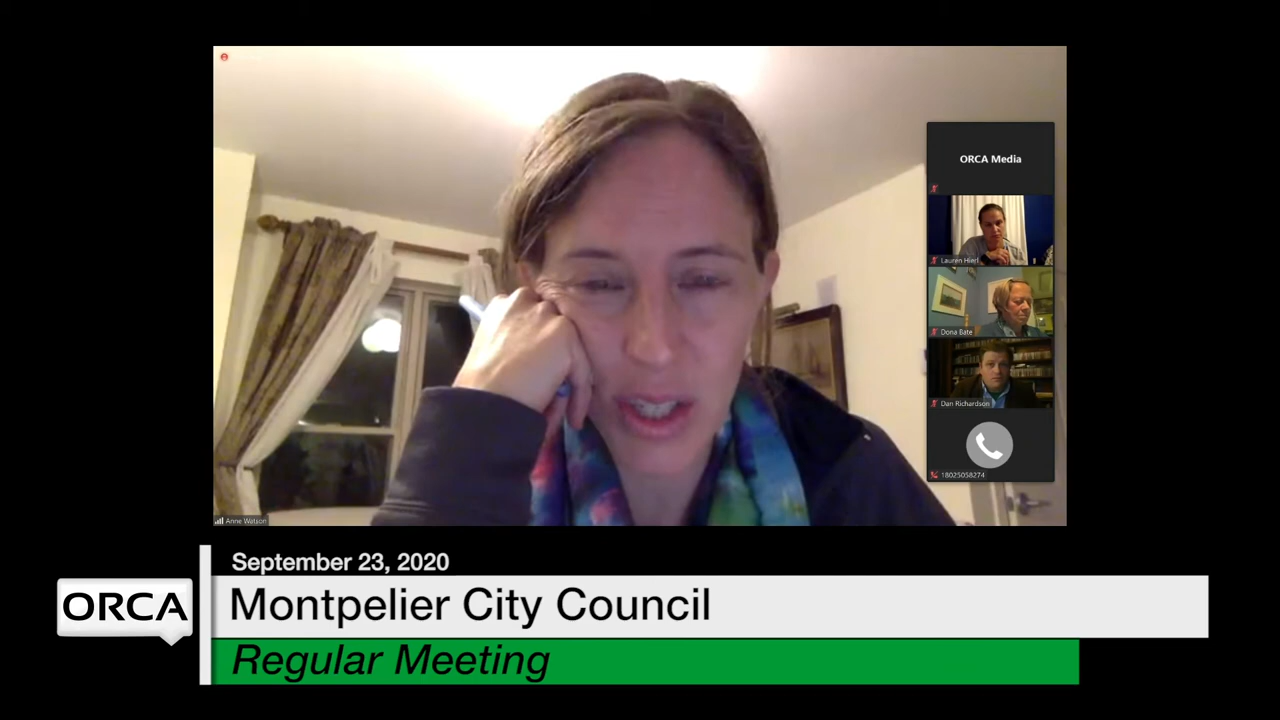 ORCA Media
Lauren Hierl
Dona Bate
Dan Richardson
18025058274
Anne Watson
September 23, 2020
ORCA
Montpelier City Council
Regular Meeting